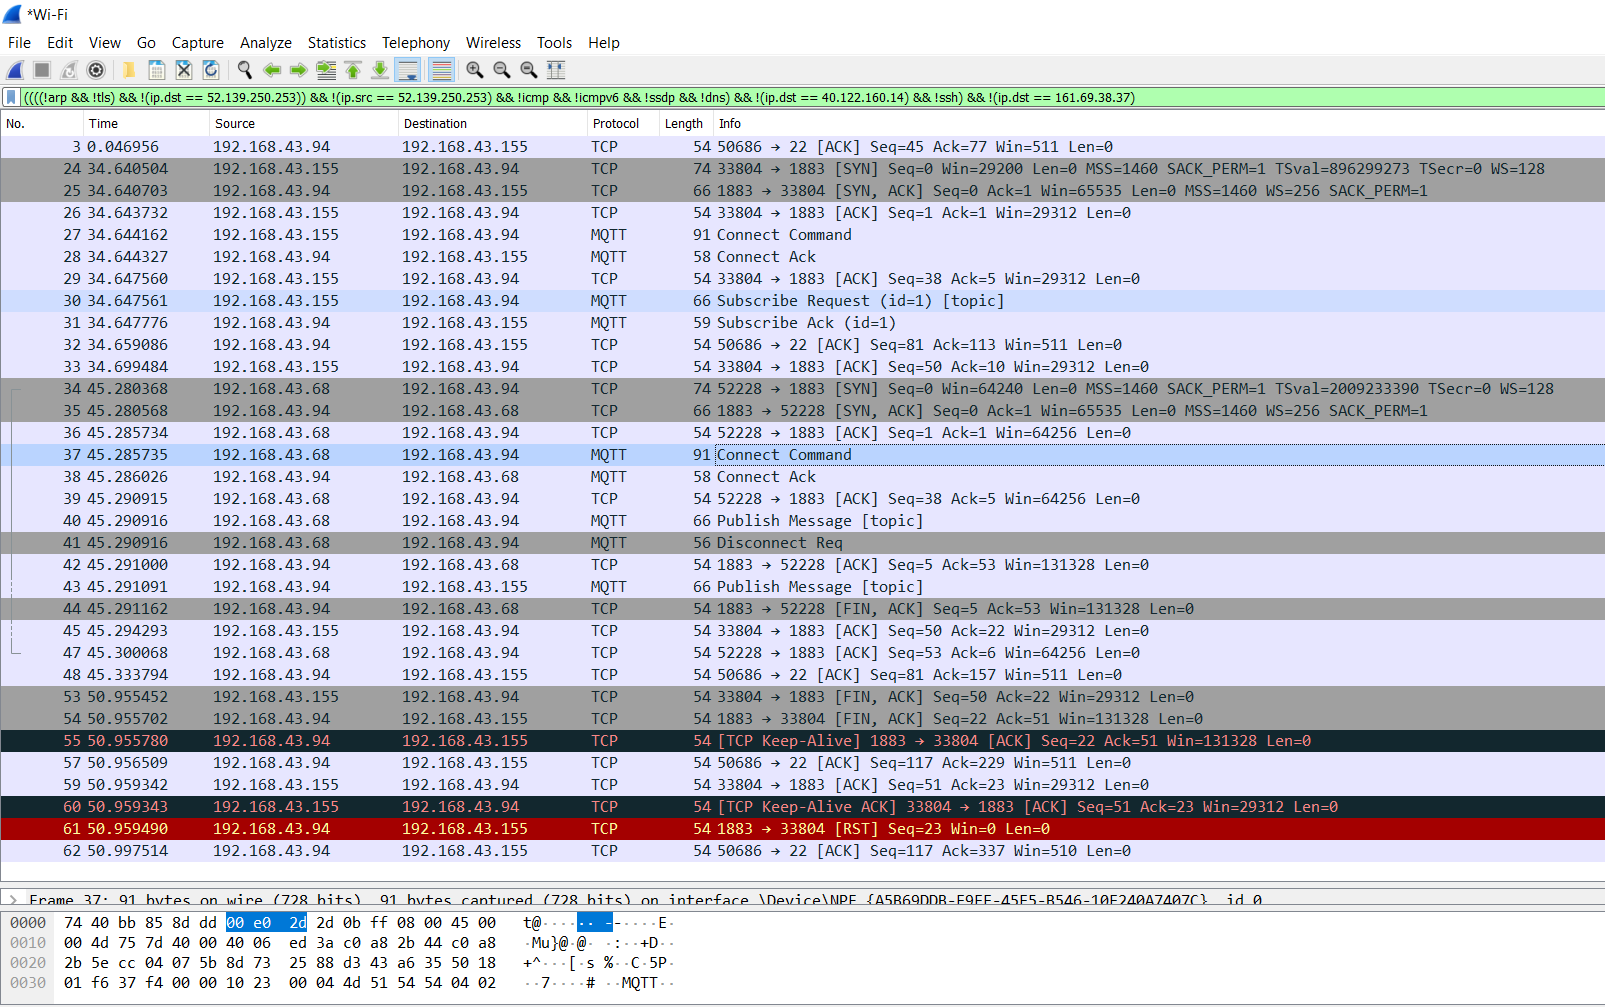 *Wi-Fi
File Edit View Go Capture Analyze Statistics Telephony Wireless Tools Help
((((!arp && !tls) && !(ip.dst == 52.139.250.253)) && !(ip.src == 52.139.250.253) && !icmp && !icmpv6 && !ssdp && !dns) && !(ip.dst == 40.122.160.14) && !ssh) && !(ip.dst == 161.69.38.37)
No. Time Source Destination Protocol Length Info
3 0.046956 192.168.43.94 192.168.43.155 TCP 54 50686 → 22 [ACK] Seq=45 Ack=77 Win=511 Len=0
24 34.640504 192.168.43.155 192.168.43.94 TCP 74 33804 → 1883 [SYN] Seq=0 Win=29200 Len=0 MSS=1460 SACK_PERM=1 TSval=896299273 TSecr=0 WS=128
25 34.640703 192.168.43.94 192.168.43.155 TCP 66 1883 → 33804 [SYN, ACK] Seq=0 Ack=1 Win=65535 Len=0 MSS=1460 WS=256 SACK_PERM=1
26 34.643732 192.168.43.155 192.168.43.94 TCP 54 33804 → 1883 [ACK] Seq=1 Ack=1 Win=29312 Len=0
27 34.644162 192.168.43.155 192.168.43.94 MQTT 91 Connect Command
28 34.644327 192.168.43.94 192.168.43.155 MQTT 58 Connect Ack
29 34.647560 192.168.43.155 192.168.43.94 TCP 54 33804 → 1883 [ACK] Seq=38 Ack=5 Win=29312 Len=0
30 34.647561 192.168.43.155 192.168.43.94 MQTT 66 Subscribe Request (id=1) [topic]
31 34.647776 192.168.43.94 192.168.43.155 MQTT 59 Subscribe Ack (id=1)
32 34.659086 192.168.43.94 192.168.43.155 TCP 54 50686 → 22 [ACK] Seq=81 Ack=113 Win=511 Len=0
33 34.699484 192.168.43.155 192.168.43.94 TCP 54 33804 → 1883 [ACK] Seq=50 Ack=10 Win=29312 Len=0
34 45.280368 192.168.43.68 192.168.43.94 TCP 74 52228 → 1883 [SYN] Seq=0 Win=64240 Len=0 MSS=1460 SACK_PERM=1 TSval=2009233390 TSecr=0 WS=128
35 45.280568 192.168.43.94 192.168.43.68 TCP 66 1883 → 52228 [SYN, ACK] Seq=0 Ack=1 Win=65535 Len=0 MSS=1460 WS=256 SACK_PERM=1
36 45.285734 192.168.43.68 192.168.43.94 TCP 54 52228 → 1883 [ACK] Seq=1 Ack=1 Win=64256 Len=0
37 45.285735 192.168.43.68 192.168.43.94 MQTT 91 Connect Command
38 45.286026 192.168.43.94 192.168.43.68 MQTT 58 Connect Ack
39 45.290915 192.168.43.68 192.168.43.94 TCP 54 52228 → 1883 [ACK] Seq=38 Ack=5 Win=64256 Len=0
40 45.290916 192.168.43.68 192.168.43.94 MQTT 66 Publish Message [topic]
41 45.290916 192.168.43.68 192.168.43.94 MQTT 56 Disconnect Req
42 45.291000 192.168.43.94 192.168.43.68 TCP 54 1883 → 52228 [ACK] Seq=5 Ack=53 Win=131328 Len=0
43 45.291091 192.168.43.94 192.168.43.155 MQTT 66 Publish Message [topic]
44 45.291162 192.168.43.94 192.168.43.68 TCP 54 1883 → 52228 [FIN, ACK] Seq=5 Ack=53 Win=131328 Len=0
45 45.294293 192.168.43.155 192.168.43.94 TCP 54 33804 → 1883 [ACK] Seq=50 Ack=22 Win=29312 Len=0
47 45.300068 192.168.43.68 192.168.43.94 TCP 54 52228 → 1883 [ACK] Seq=53 Ack=6 Win=64256 Len=0
48 45.333794 192.168.43.94 192.168.43.155 TCP 54 50686 → 22 [ACK] Seq=81 Ack=157 Win=511 Len=0
53 50.955452 192.168.43.155 192.168.43.94 TCP 54 33804 → 1883 [FIN, ACK] Seq=50 Ack=22 Win=29312 Len=0
54 50.955702 192.168.43.94 192.168.43.155 TCP 54 1883 → 33804 [FIN, ACK] Seq=22 Ack=51 Win=131328 Len=0
55 50.955780 192.168.43.94 192.168.43.155 TCP 54 [TCP Keep-Alive] 1883 → 33804 [ACK] Seq=22 Ack=51 Win=131328 Len=0
57 50.956509 192.168.43.94 192.168.43.155 TCP 54 50686 → 22 [ACK] Seq=117 Ack=229 Win=511 Len=0
59 50.959342 192.168.43.155 192.168.43.94 TCP 54 33804 → 1883 [ACK] Seq=51 Ack=23 Win=29312 Len=0
60 50.959343 192.168.43.155 192.168.43.94 TCP 54 [TCP Keep-Alive ACK] 33804 → 1883 [ACK] Seq=51 Ack=23 Win=29312 Len=0
61 50.959490 192.168.43.94 192.168.43.155 TCP 54 1883 → 33804 [RST] Seq=23 Win=0 Len=0
62 50.997514 192.168.43.94 192.168.43.155 TCP 54 50686 → 22 [ACK] Seq=117 Ack=337 Win=510 Len=0
Frame 37: 91 bytes on wire (728 bits), 91 bytes captured (728 bits) on interface \Device\NPF_{A5B69DDB-F9FF-45F5-B546-10F240A7407C}, id 0
0000 74 40 bb 85 8d dd 00 e0 2d 2d 0b ff 08 00 45 00 t@···· ··--····E·
0010 00 4d 75 7d 40 00 40 06 ed 3a c0 a8 2b 44 c0 a8 ·Mu}@·@· ·:··+D··
0020 2b 5e cc 04 07 5b 8d 73 25 88 d3 43 a6 35 50 18 +^···[·s %··C·5P·
0030 01 f6 37 f4 00 00 10 23 00 04 4d 51 54 54 04 02 ··7····# ··MQTT··